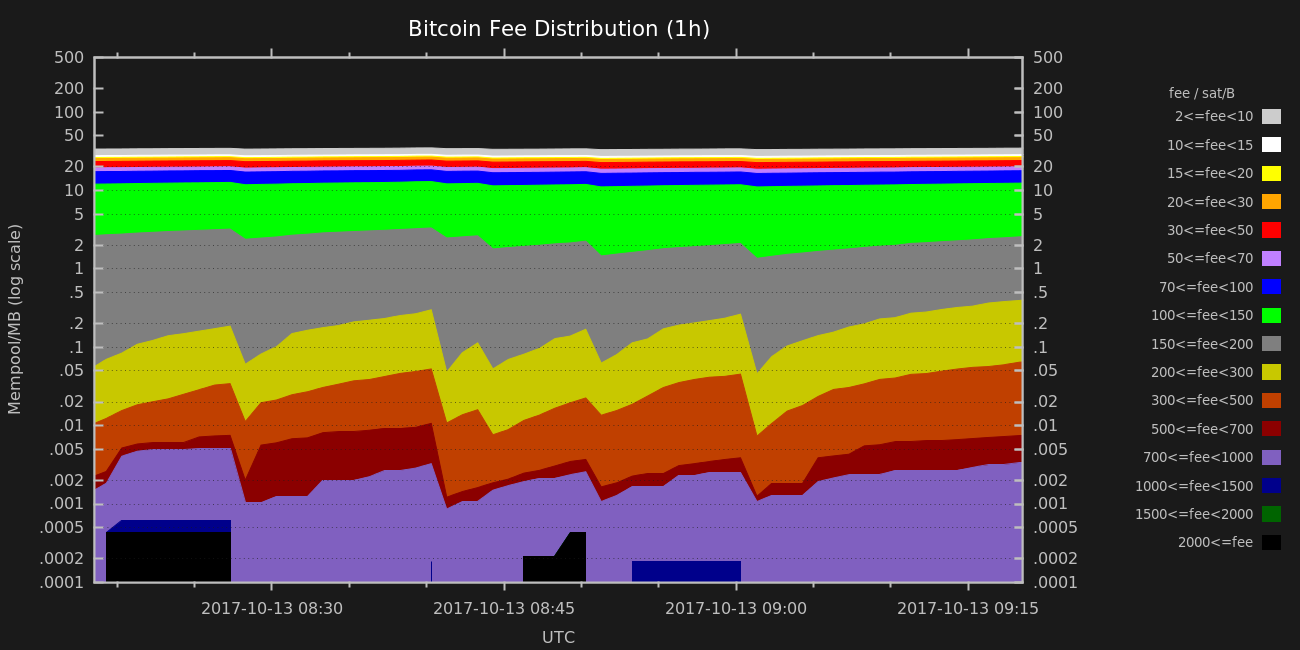 Bitcoin Fee Distribution (1h)
500
200
100
50
20
10
5
2
1
.5
.2
.1
.05
.02
.01
.005
.002
.001
.0005
.0002
.0001
Mempool/MB (log scale)
500
200
100
50
20
10
5
2
1
.5
.2
.1
.05
.02
.01
.005
.002
.001
.0005
.0002
.0001
2017-10-13 08:30
2017-10-13 08:45
2017-10-13 09:00
2017-10-13 09:15
UTC
fee / sat/B
2<=fee<10
10<=fee<15
15<=fee<20
20<=fee<30
30<=fee<50
50<=fee<70
70<=fee<100
100<=fee<150
150<=fee<200
200<=fee<300
300<=fee<500
500<=fee<700
700<=fee<1000
1000<=fee<1500
1500<=fee<2000
2000<=fee